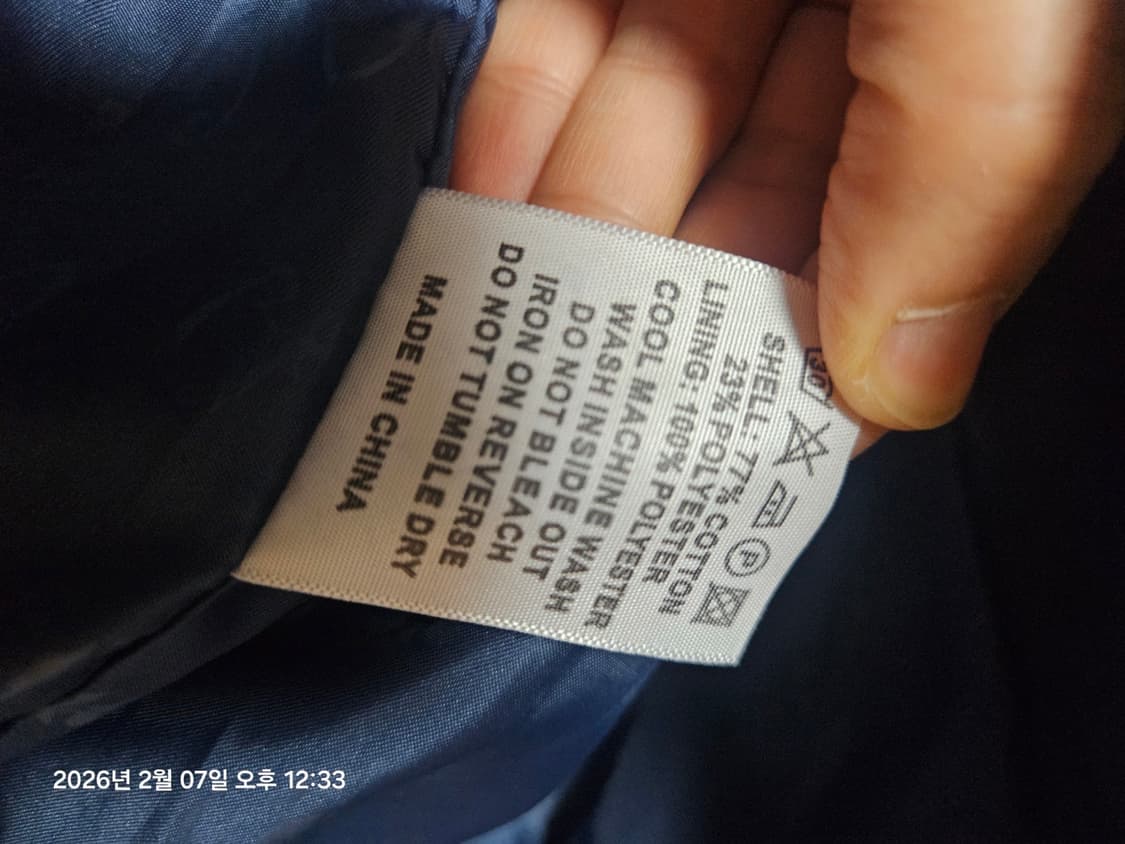 30
P
SHELL: 77% COTTON
23% POLYESTER
LINING: 100% POLYESTER
COOL MACHINE WASH
WASH INSIDE OUT
DO NOT BLEACH
IRON ON REVERSE
DO NOT TUMBLE DRY
MADE IN CHINA
2026년 2월 07일 오후 12:33